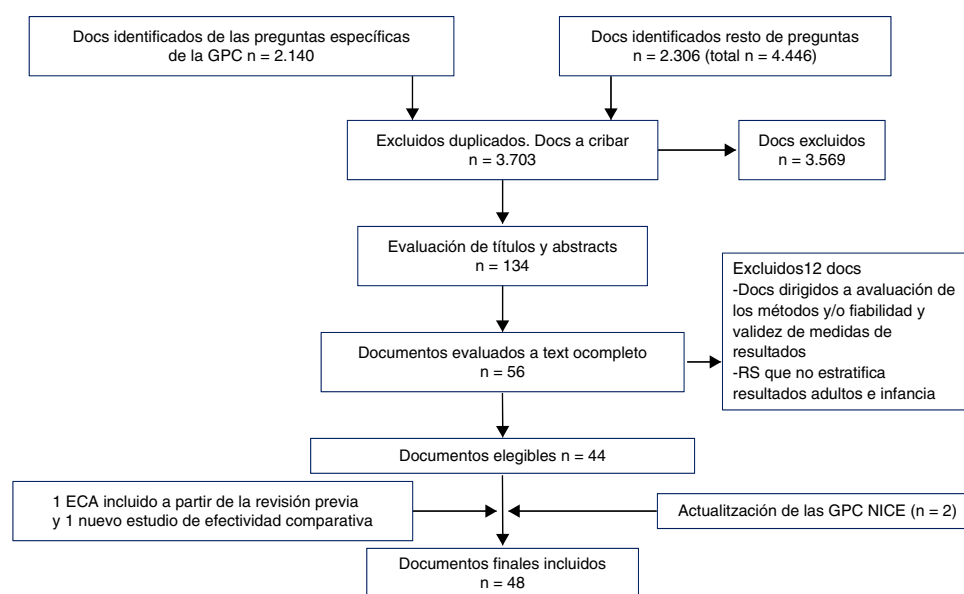 Docs identificados de las preguntas específicas
de la GPC n = 2.140
Docs identificados resto de preguntas
n = 2.306 (total n = 4.446)
Excluidos duplicados. Docs a cribar
n = 3.703
Docs excluidos
n = 3.569
Evaluación de títulos y abstracts
n = 134
Excluidos12 docs
-Docs dirigidos a avaluación de
los métodos y/o fiabilidad y
validez de medidas de
resultados
-RS que no estratifica
resultados adultos e infancia
Documentos evaluados a text ocompleto
n = 56
Documentos elegibles n = 44
1 ECA incluido a partir de la revisión previa
y 1 nuevo estudio de efectividad comparativa
Actualitzación de las GPC NICE (n = 2)
Documentos finales incluidos
n = 48